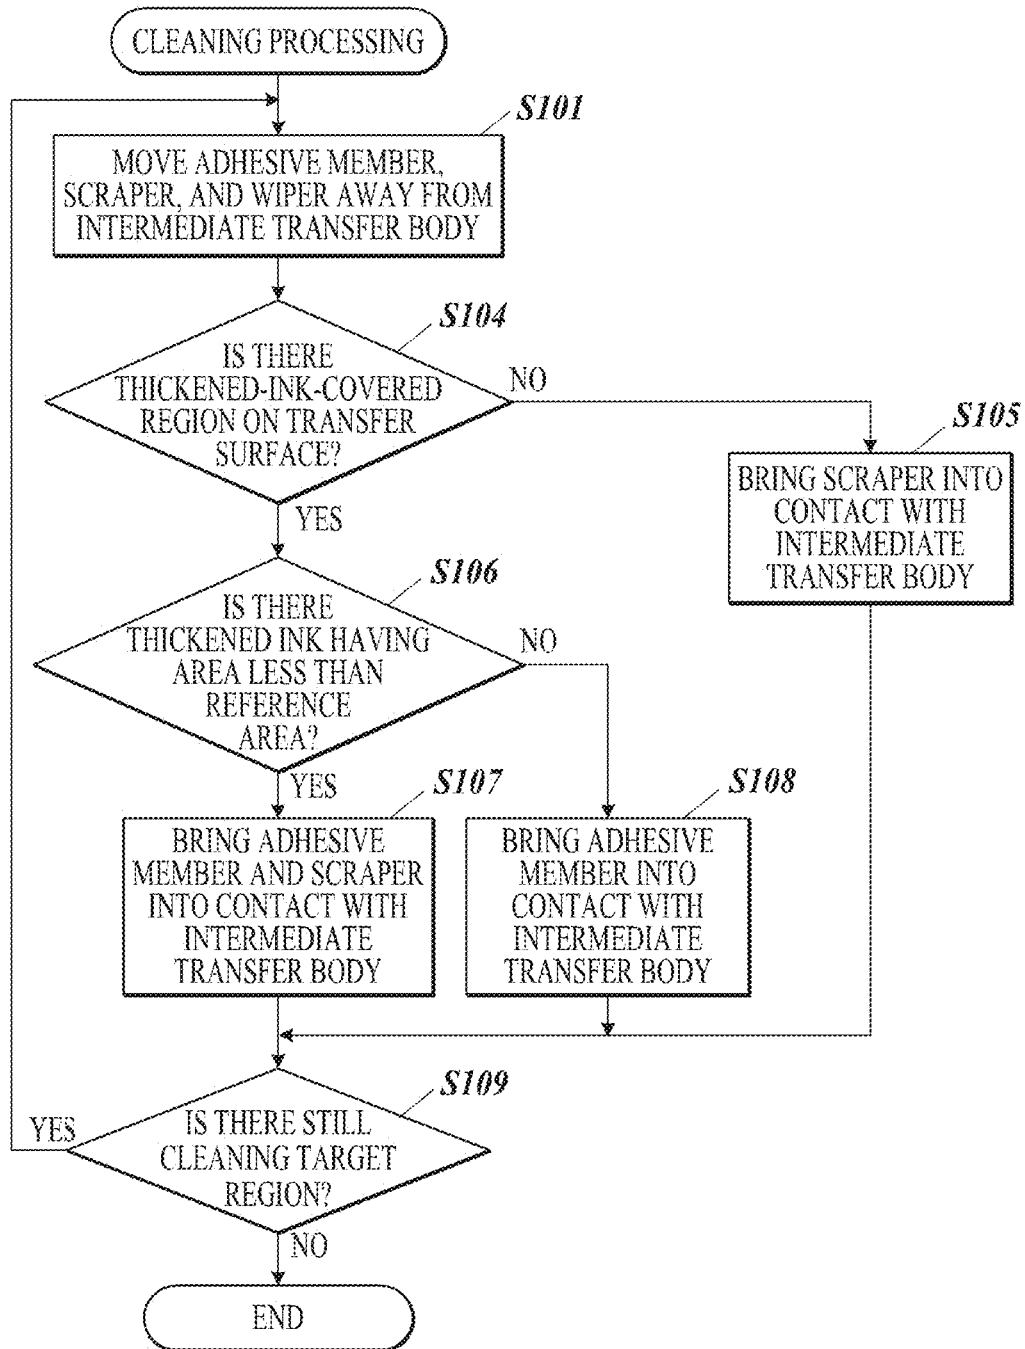 CLEANING PROCESSING
S101
MOVE ADHESIVE MEMBER,
SCRAPER, AND WIPER AWAY FROM
INTERMEDIATE TRANSFER BODY
S104
IS THERE
THICKENED-INK-COVERED
REGION ON TRANSFER
SURFACE?
NO
YES
S105
BRING SCRAPER INTO
CONTACT WITH
INTERMEDIATE
TRANSFER BODY
S106
IS THERE
THICKENED INK HAVING
AREA LESS THAN
REFERENCE
AREA?
NO
YES
S107
BRING ADHESIVE
MEMBER AND SCRAPER
INTO CONTACT WITH
INTERMEDIATE
TRANSFER BODY
S108
BRING ADHESIVE
MEMBER INTO
CONTACT WITH
INTERMEDIATE
TRANSFER BODY
S109
IS THERE STILL
CLEANING TARGET
REGION?
YES
NO
END